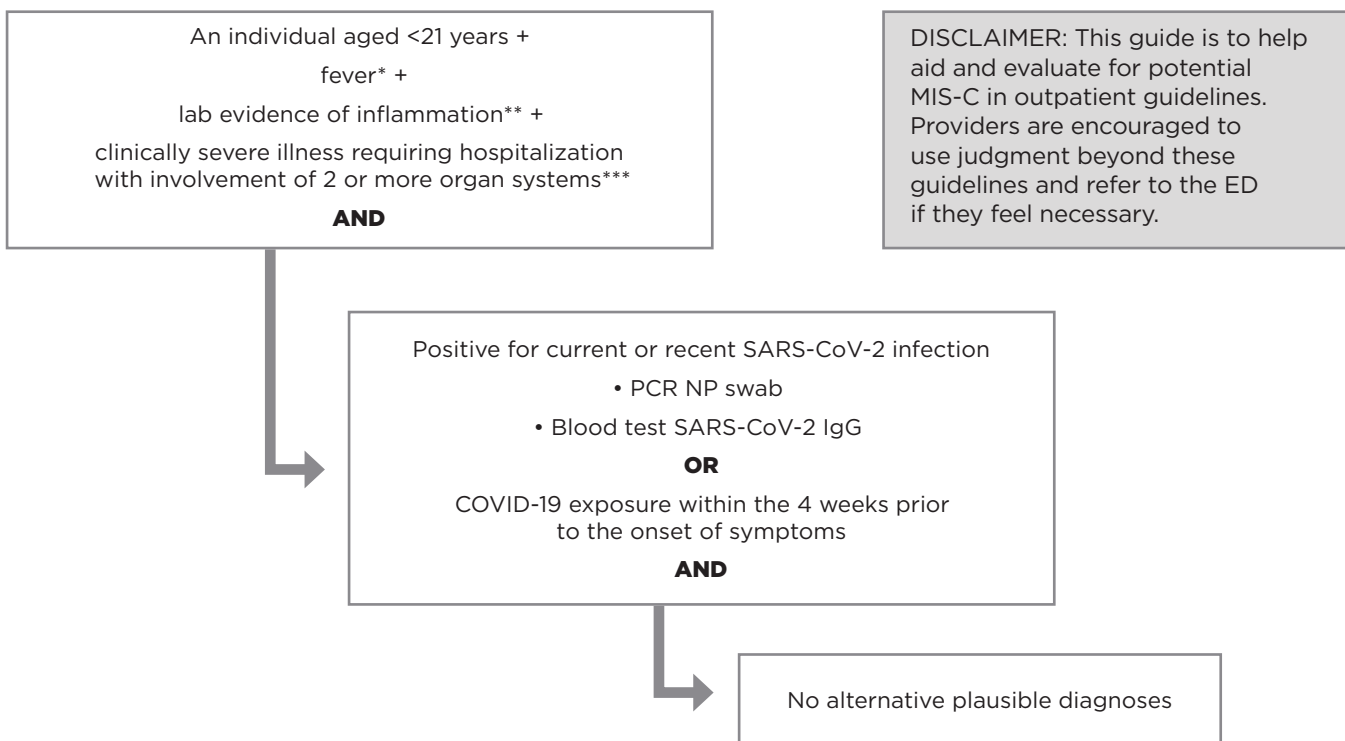 An individual aged <21 years +
fever* +
lab evidence of inflammation** +
clinically severe illness requiring hospitalization
with involvement of 2 or more organ systems***
AND
DISCLAIMER: This guide is to help
aid and evaluate for potential
MIS-C in outpatient guidelines.
Providers are encouraged to
use judgment beyond these
guidelines and refer to the ED
if they feel necessary.
Positive for current or recent SARS-CoV-2 infection
• PCR NP swab
• Blood test SARS-CoV-2 IgG
OR
COVID-19 exposure within the 4 weeks prior
to the onset of symptoms
AND
No alternative plausible diagnoses